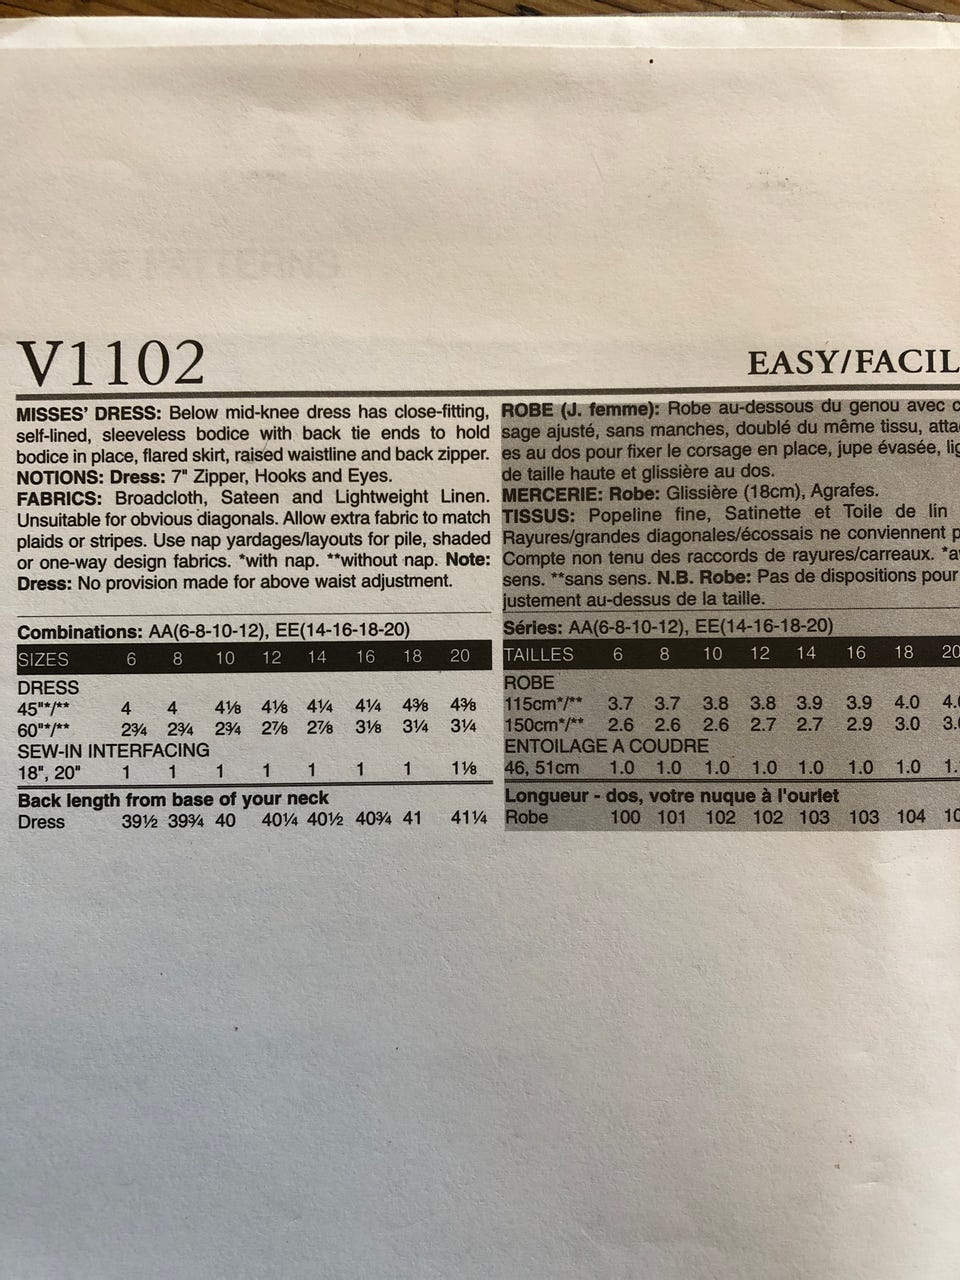 V1102
EASY/FACIL
MISSES' DRESS: Below mid-knee dress has close-fitting,
self-lined, sleeveless bodice with back tie ends to hold
bodice in place, flared skirt, raised waistline and back zipper.
NOTIONS: Dress: 7" Zipper, Hooks and Eyes.
FABRICS: Broadcloth, Sateen and Lightweight Linen.
Unsuitable for obvious diagonals. Allow extra fabric to match
plaids or stripes. Use nap yardages/layouts for pile, shaded
or one-way design fabrics. *with nap. **without nap. Note:
Dress: No provision made for above waist adjustment.
Combinations: AA(6-8-10-12), EE(14-16-18-20)
SIZES 6 8 10 12 14 16 18 20
DRESS
45"*/** 4 4 4⅛ 4⅛ 4¼ 4¼ 4⅜ 4⅜
60"*/** 2¾ 2¾ 2¾ 2⅞ 2⅞ 3⅛ 3¼ 3¼
SEW-IN INTERFACING
18", 20" 1 1 1 1 1 1 1 1⅛
Back length from base of your neck
Dress 39½ 39¾ 40 40¼ 40½ 40¾ 41 41¼
ROBE (J. femme): Robe au-dessous du genou avec c
sage ajusté, sans manches, doublé du même tissu, atta
es au dos pour fixer le corsage en place, jupe évasée, lig
de taille haute et glissière au dos.
MERCERIE: Robe: Glissière (18cm), Agrafes.
TISSUS: Popeline fine, Satinette et Toile de lin
Rayures/grandes diagonales/écossais ne conviennent p
Compte non tenu des raccords de rayures/carreaux. *a
sens. **sans sens. N.B. Robe: Pas de dispositions pour
justement au-dessus de la taille.
Séries: AA(6-8-10-12), EE(14-16-18-20)
TAILLES 6 8 10 12 14 16 18 20
ROBE
115cm*/** 3.7 3.7 3.8 3.8 3.9 3.9 4.0 4.
150cm*/** 2.6 2.6 2.6 2.7 2.7 2.9 3.0 3.
ENTOILAGE A COUDRE
46, 51cm 1.0 1.0 1.0 1.0 1.0 1.0 1.0 1.
Longueur - dos, votre nuque à l'ourlet
Robe 100 101 102 102 103 103 104 10